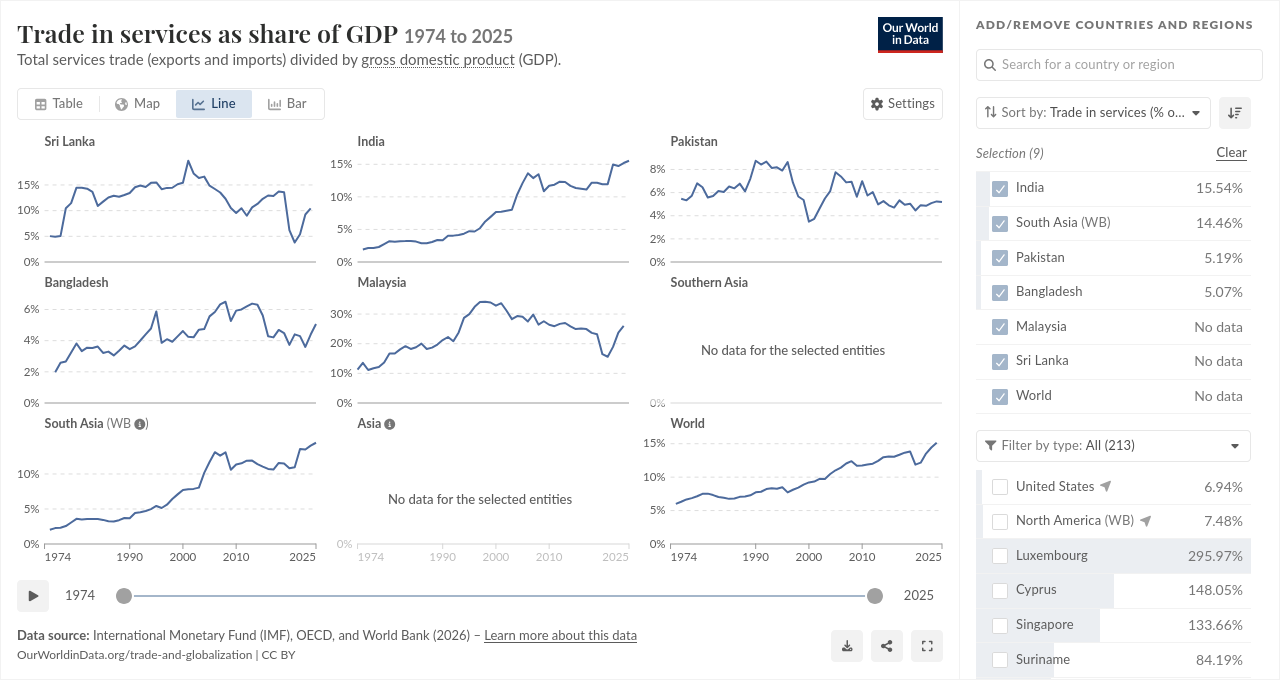 Trade in services as share of GDP 1974 to 2025
Total services trade (exports and imports) divided by gross domestic product (GDP).
Our World
in Data
Table
Map
Line
Bar
Settings
Sri Lanka
15%
10%
5%
0%
India
15%
10%
5%
0%
Pakistan
8%
6%
4%
2%
0%
Bangladesh
6%
4%
2%
0%
Malaysia
30%
20%
10%
0%
Southern Asia
No data for the selected entities
0%
South Asia (WB)
10%
5%
0%
1974 1990 2000 2010 2025
Asia
No data for the selected entities
0%
1974 1990 2000 2010 2025
World
15%
10%
5%
0%
1974 1990 2000 2010 2025
1974
2025
Data source: International Monetary Fund (IMF), OECD, and World Bank (2026) – Learn more about this data
OurWorldinData.org/trade-and-globalization | CC BY
ADD/REMOVE COUNTRIES AND REGIONS
Search for a country or region
Sort by: Trade in services (% o...
Selection (9)
Clear
India 15.54%
South Asia (WB) 14.46%
Pakistan 5.19%
Bangladesh 5.07%
Malaysia No data
Sri Lanka No data
World No data
Filter by type: All (213)
United States 6.94%
North America (WB) 7.48%
Luxembourg 295.97%
Cyprus 148.05%
Singapore 133.66%
Suriname 84.19%